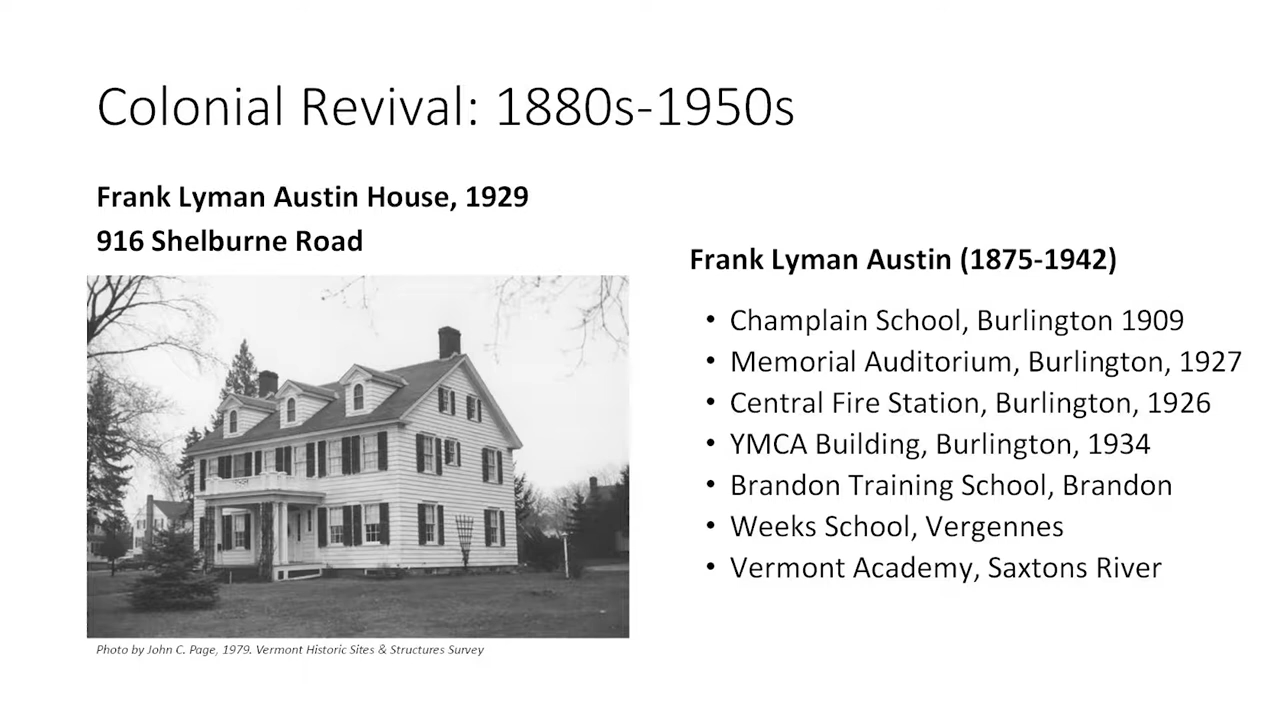 Colonial Revival: 1880s-1950s
Frank Lyman Austin House, 1929
916 Shelburne Road
Photo by John C. Page, 1979. Vermont Historic Sites & Structures Survey
Frank Lyman Austin (1875-1942)
• Champlain School, Burlington 1909
• Memorial Auditorium, Burlington, 1927
• Central Fire Station, Burlington, 1926
• YMCA Building, Burlington, 1934
• Brandon Training School, Brandon
• Weeks School, Vergennes
• Vermont Academy, Saxtons River